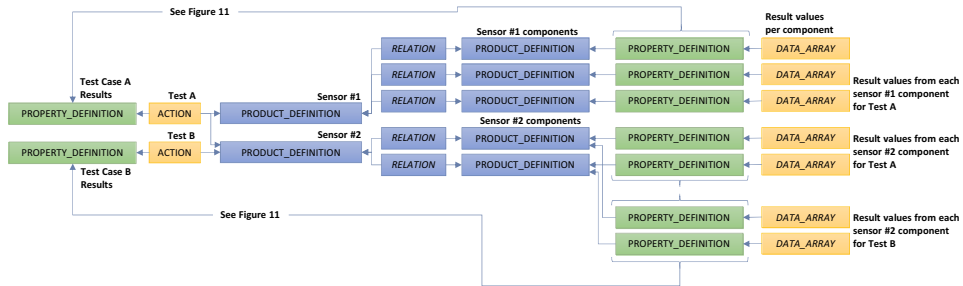 See Figure 11
Result values
per component
Sensor #1 components
RELATION
PRODUCT_DEFINITION
PROPERTY_DEFINITION
DATA_ARRAY
RELATION
PRODUCT_DEFINITION
PROPERTY_DEFINITION
DATA_ARRAY
Result values from each
sensor #1 component
for Test A
Test Case A
Results
Test A
Sensor #1
RELATION
PRODUCT_DEFINITION
PROPERTY_DEFINITION
DATA_ARRAY
PROPERTY_DEFINITION
ACTION
PRODUCT_DEFINITION
Sensor #2 components
Test B
Sensor #2
RELATION
PRODUCT_DEFINITION
PROPERTY_DEFINITION
DATA_ARRAY
Result values from each
sensor #2 component
for Test A
PROPERTY_DEFINITION
ACTION
PRODUCT_DEFINITION
RELATION
PRODUCT_DEFINITION
PROPERTY_DEFINITION
DATA_ARRAY
Test Case B
Results
See Figure 11
PROPERTY_DEFINITION
DATA_ARRAY
Result values from each
sensor #2 component
for Test B
PROPERTY_DEFINITION
DATA_ARRAY